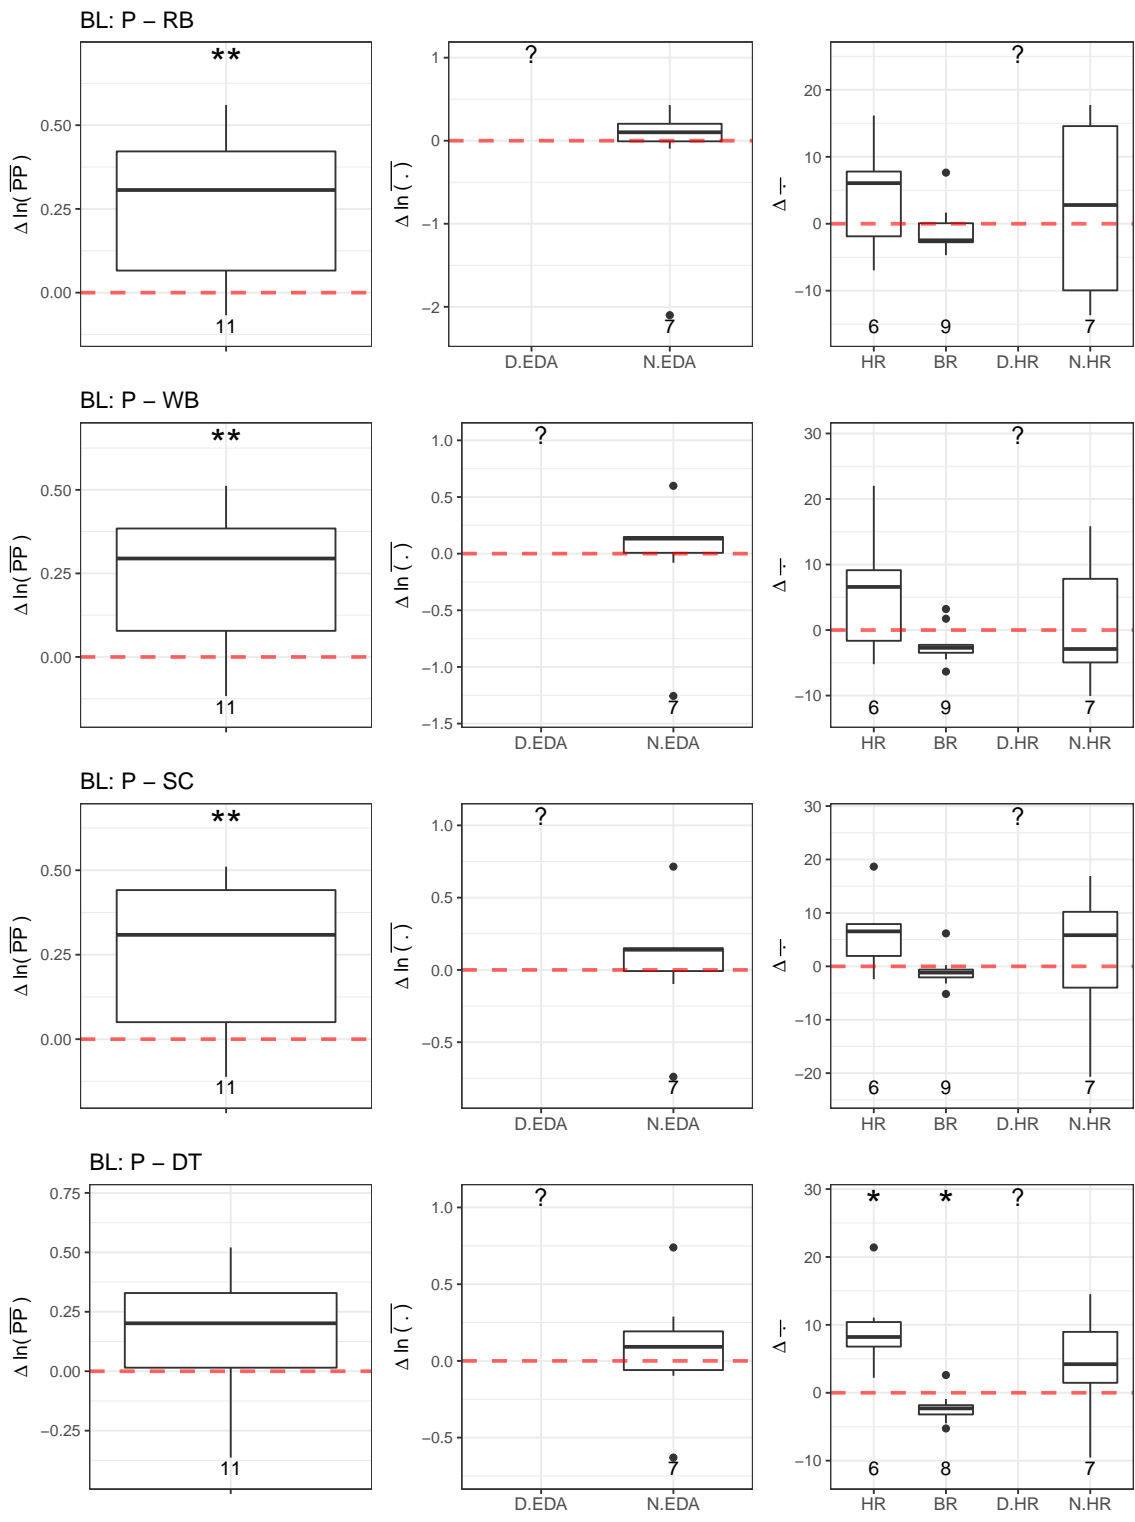 BL: P − RB
**
0.50
0.25
0.00
Δ ln( PP )
11
?
1
0
−1
−2
Δ ln ( . )
7
D.EDA N.EDA
?
20
10
0
−10
Δ .
6 9 7
HR BR D.HR N.HR
BL: P − WB
**
0.50
0.25
0.00
Δ ln( PP )
11
?
1.0
0.5
0.0
−0.5
−1.0
−1.5
Δ ln ( . )
7
D.EDA N.EDA
?
30
20
10
0
−10
Δ .
6 9 7
HR BR D.HR N.HR
BL: P − SC
**
0.50
0.25
0.00
Δ ln( PP )
11
?
1.0
0.5
0.0
−0.5
Δ ln ( . )
7
D.EDA N.EDA
?
30
20
10
0
−10
−20
Δ .
6 9 7
HR BR D.HR N.HR
BL: P − DT
0.75
0.50
0.25
0.00
−0.25
Δ ln( PP )
11
?
1.0
0.5
0.0
−0.5
Δ ln ( . )
7
D.EDA N.EDA
* * ?
30
20
10
0
−10
Δ .
6 8 7
HR BR D.HR N.HR